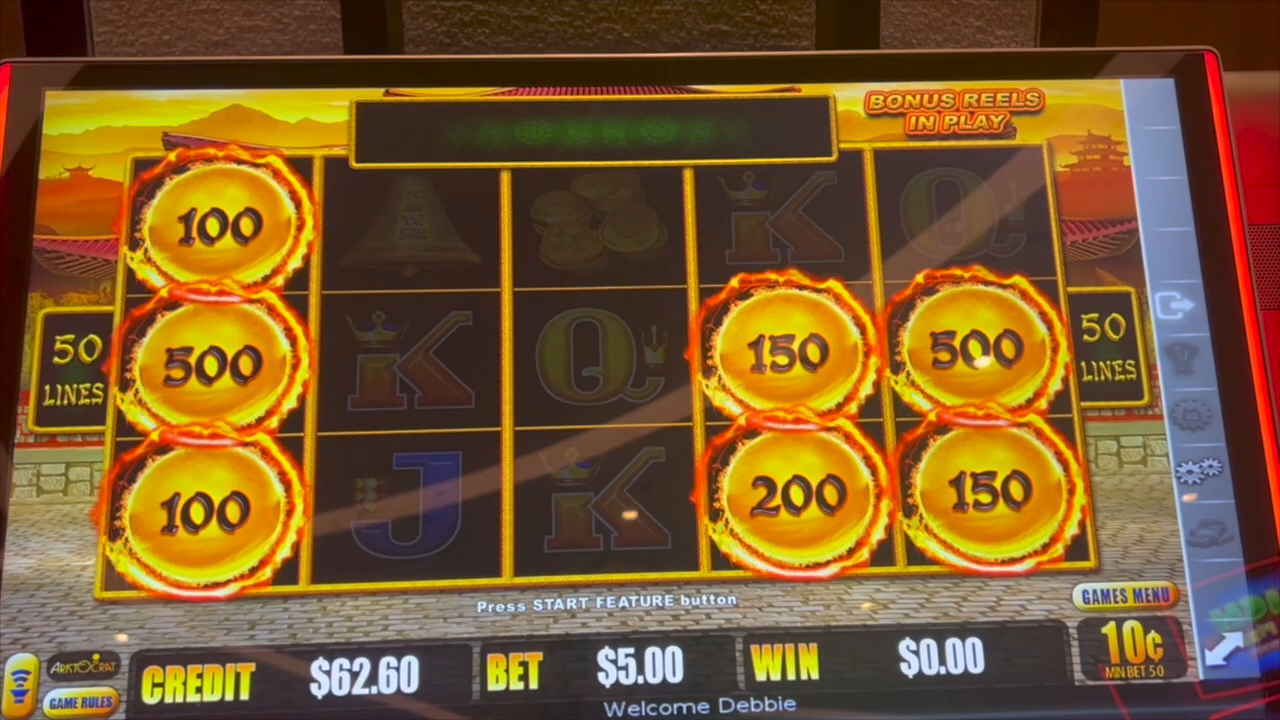 BONUS REELS
IN PLAY
100
K
Q
50
LINES
500
K
Q
150
500
50
LINES
100
J
K
200
150
Press START FEATURE button
GAMES MENU
ARISTOCRAT
GAME RULES
CREDIT $62.60
BET $5.00
WIN $0.00
10¢
MIN BET 50
Welcome Debbie